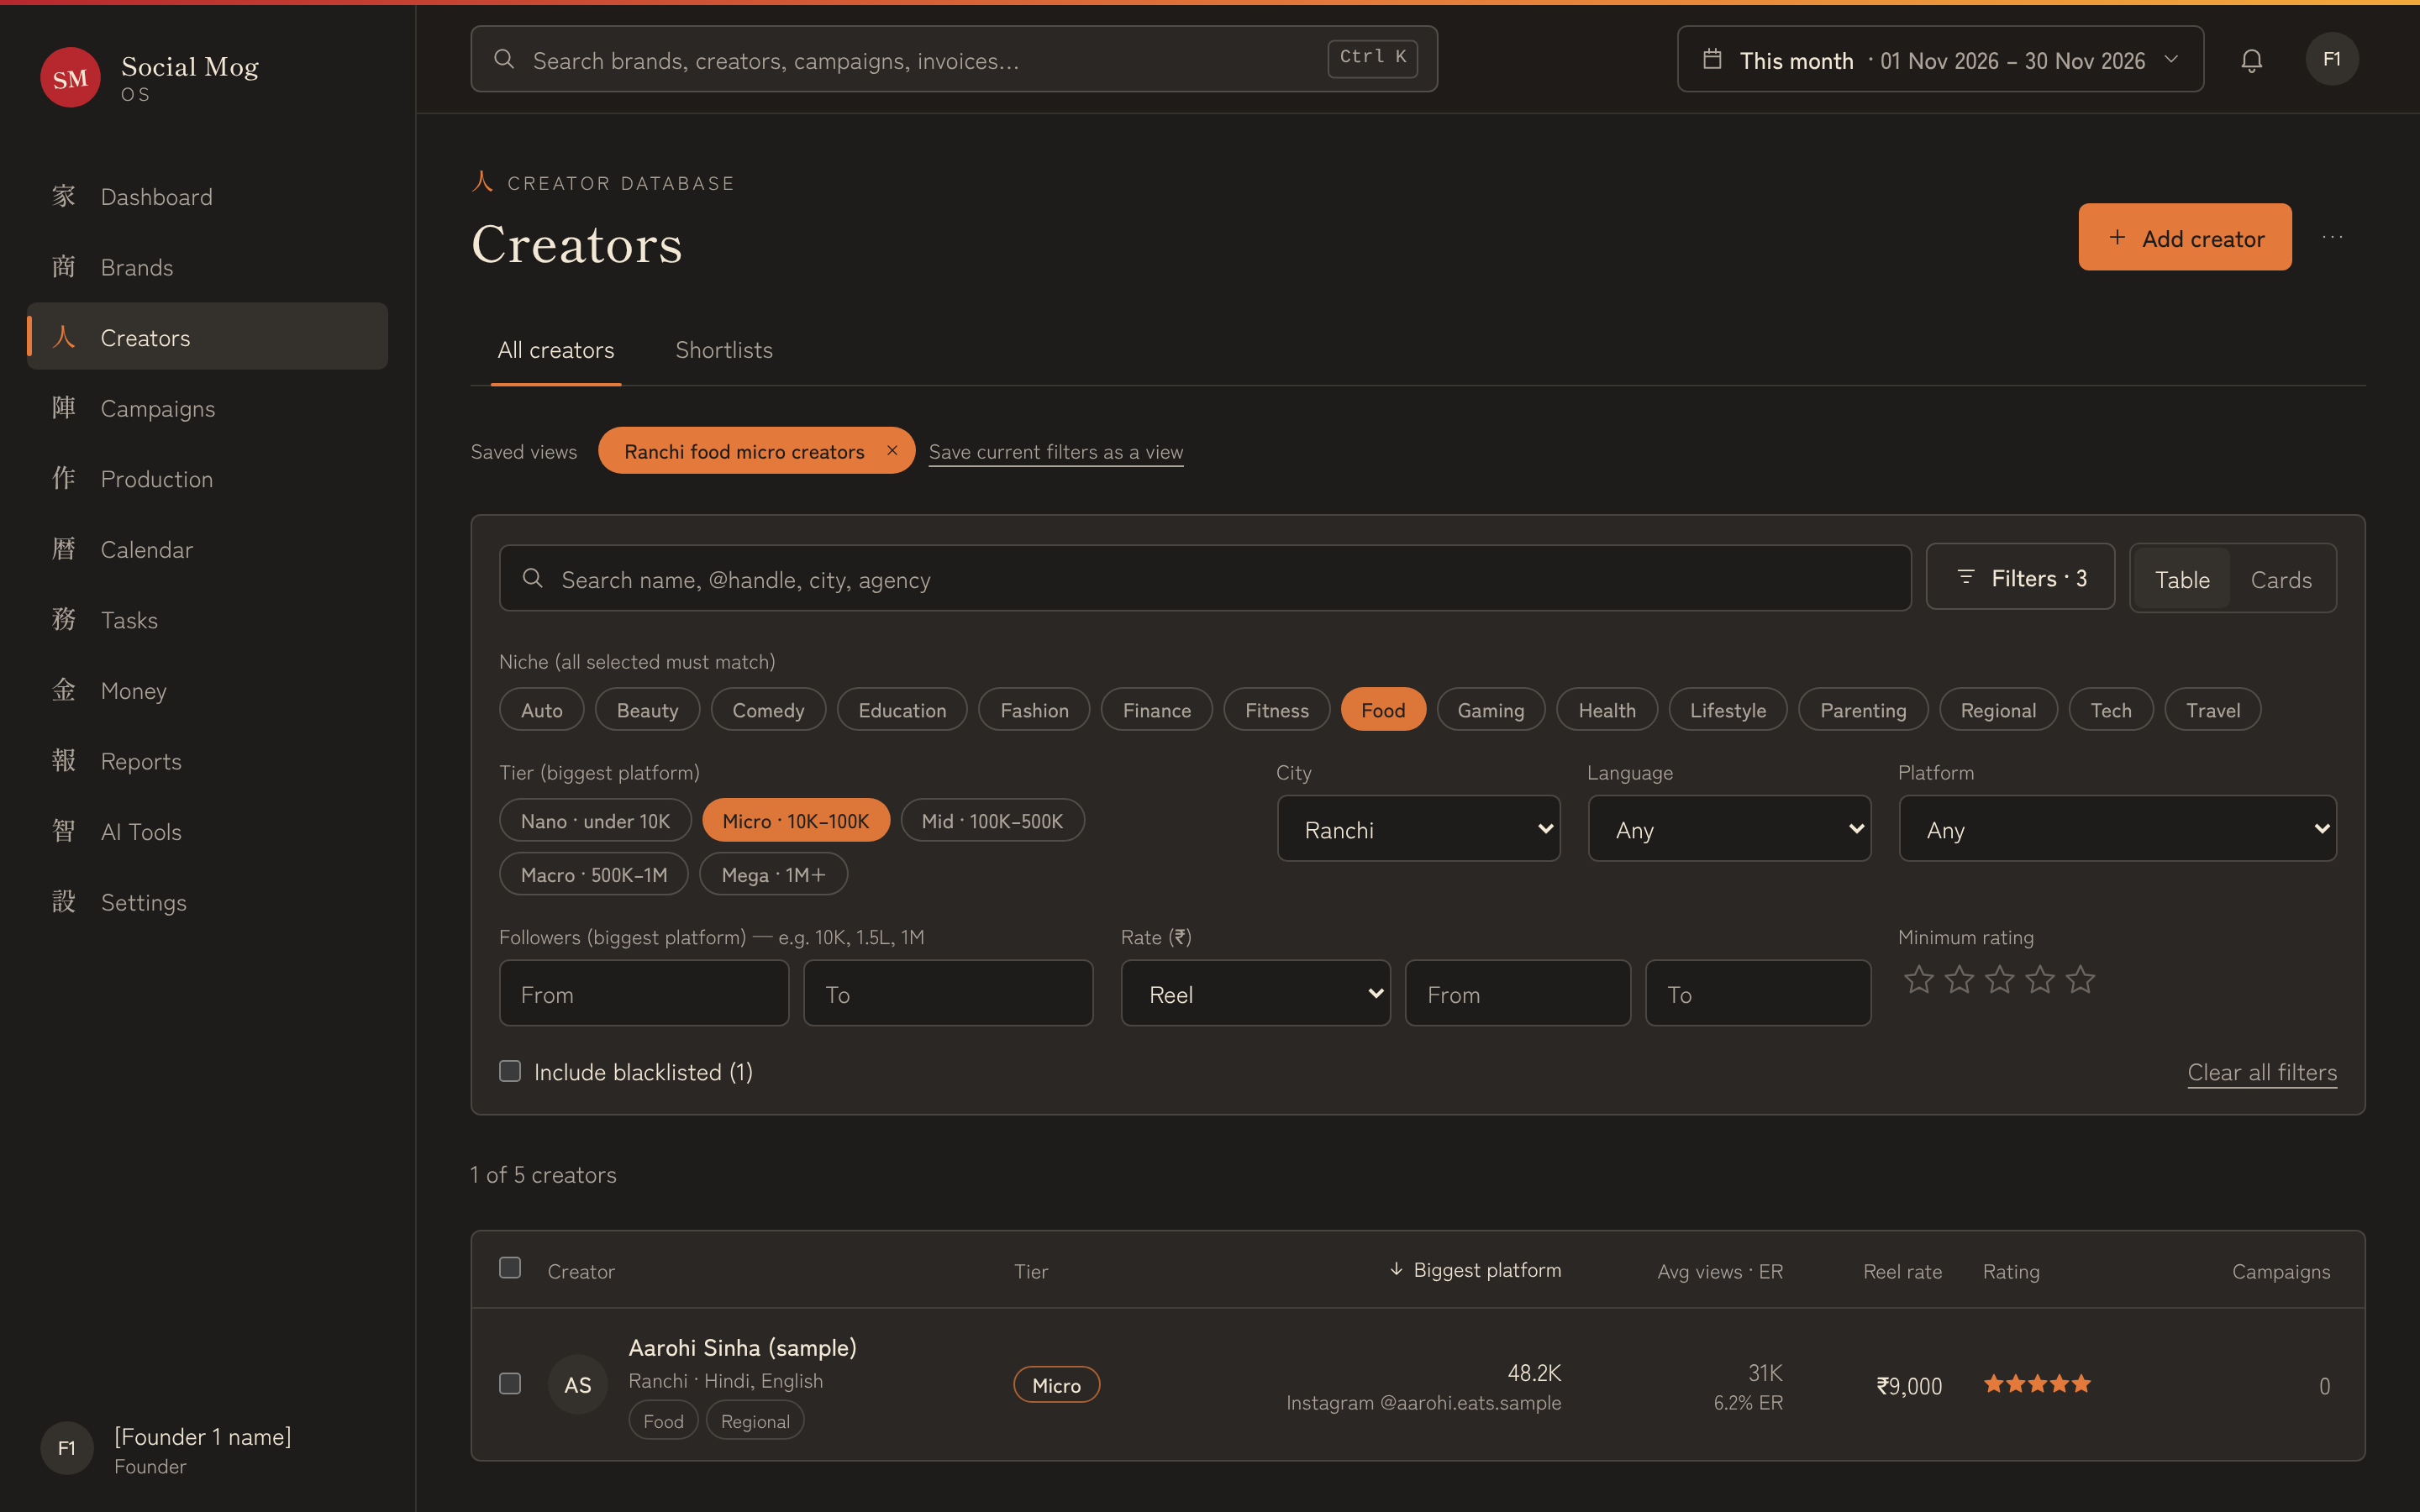 SM
Social Mog
OS
家 Dashboard
商 Brands
人 Creators
陣 Campaigns
作 Production
暦 Calendar
務 Tasks
金 Money
報 Reports
智 AI Tools
設 Settings
F1
[Founder 1 name]
Founder
Search brands, creators, campaigns, invoices... Ctrl K
This month · 01 Nov 2026 – 30 Nov 2026
F1
人 CREATOR DATABASE
Creators
+ Add creator ...
All creators Shortlists
Saved views Ranchi food micro creators × Save current filters as a view
Search name, @handle, city, agency
Filters · 3
Table Cards
Niche (all selected must match)
Auto Beauty Comedy Education Fashion Finance Fitness Food Gaming Health Lifestyle Parenting Regional Tech Travel
Tier (biggest platform)
Nano · under 10K Micro · 10K–100K Mid · 100K–500K
Macro · 500K–1M Mega · 1M+
City
Ranchi
Language
Any
Platform
Any
Followers (biggest platform) — e.g. 10K, 1.5L, 1M
From To
Rate (₹)
Reel From To
Minimum rating
Include blacklisted (1)
Clear all filters
1 of 5 creators
Creator Tier ↓ Biggest platform Avg views · ER Reel rate Rating Campaigns
AS
Aarohi Sinha (sample)
Ranchi · Hindi, English
Food Regional
Micro
48.2K
Instagram @aarohi.eats.sample
31K
6.2% ER
₹9,000
★★★★★
0